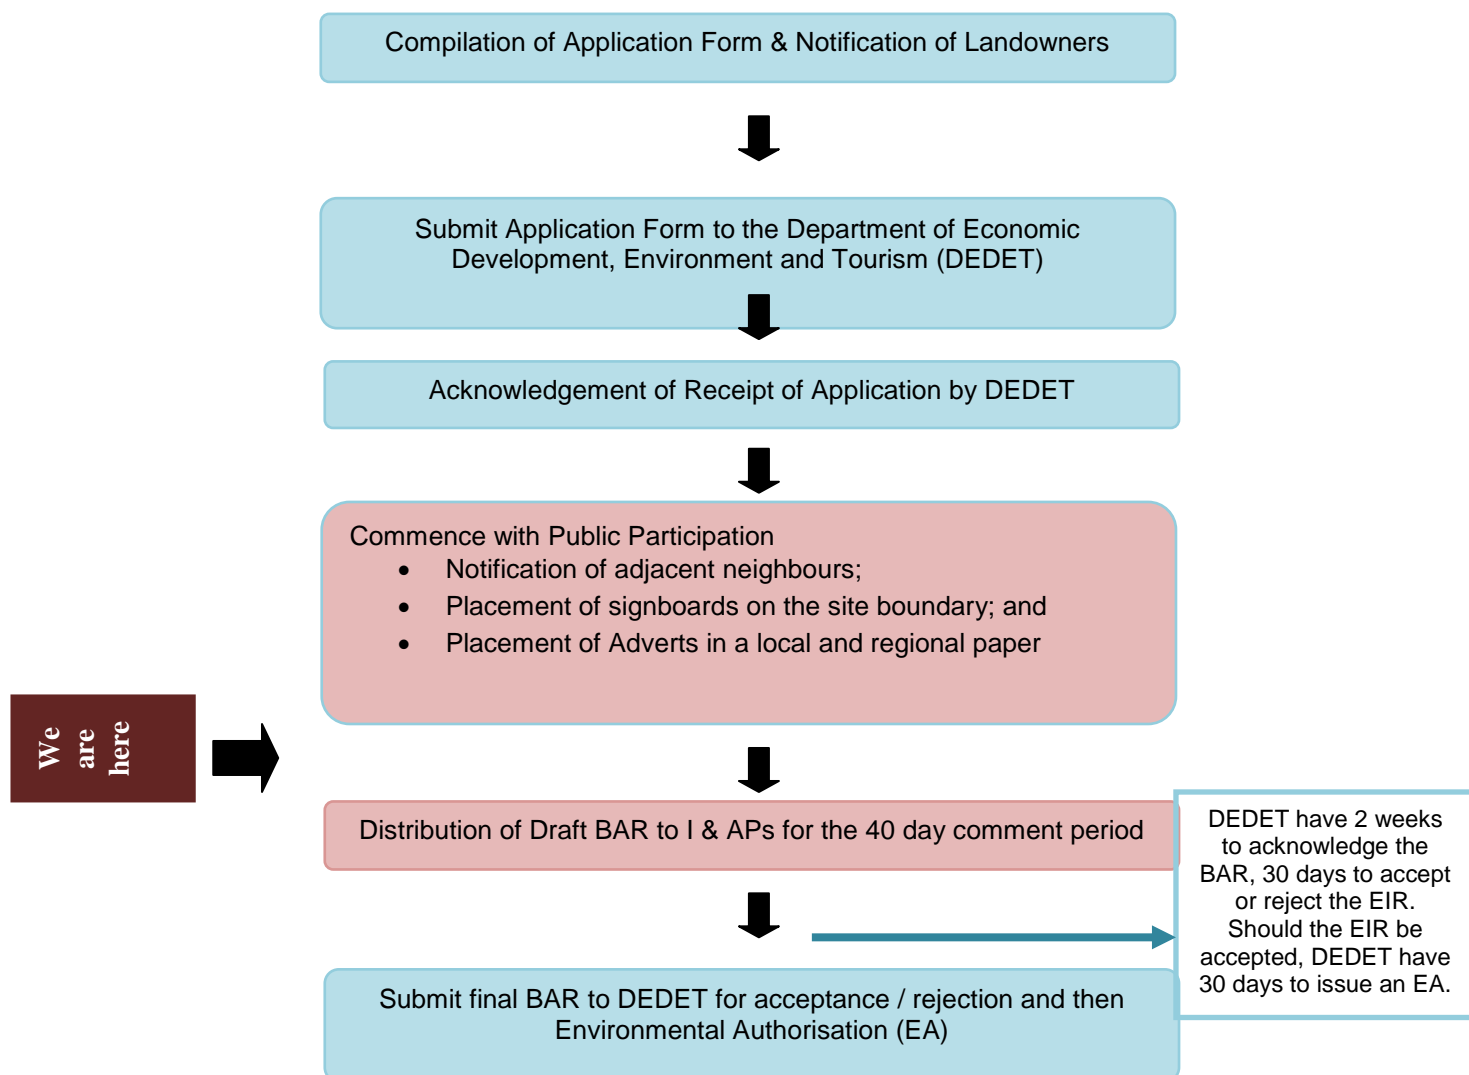 Compilation of Application Form & Notification of Landowners
Submit Application Form to the Department of Economic
Development, Environment and Tourism (DEDET)
Acknowledgement of Receipt of Application by DEDET
Commence with Public Participation
• Notification of adjacent neighbours;
• Placement of signboards on the site boundary; and
• Placement of Adverts in a local and regional paper
We
are
here
Distribution of Draft BAR to I & APs for the 40 day comment period
DEDET have 2 weeks
to acknowledge the
BAR, 30 days to accept
or reject the EIR.
Should the EIR be
accepted, DEDET have
30 days to issue an EA.
Submit final BAR to DEDET for acceptance / rejection and then
Environmental Authorisation (EA)